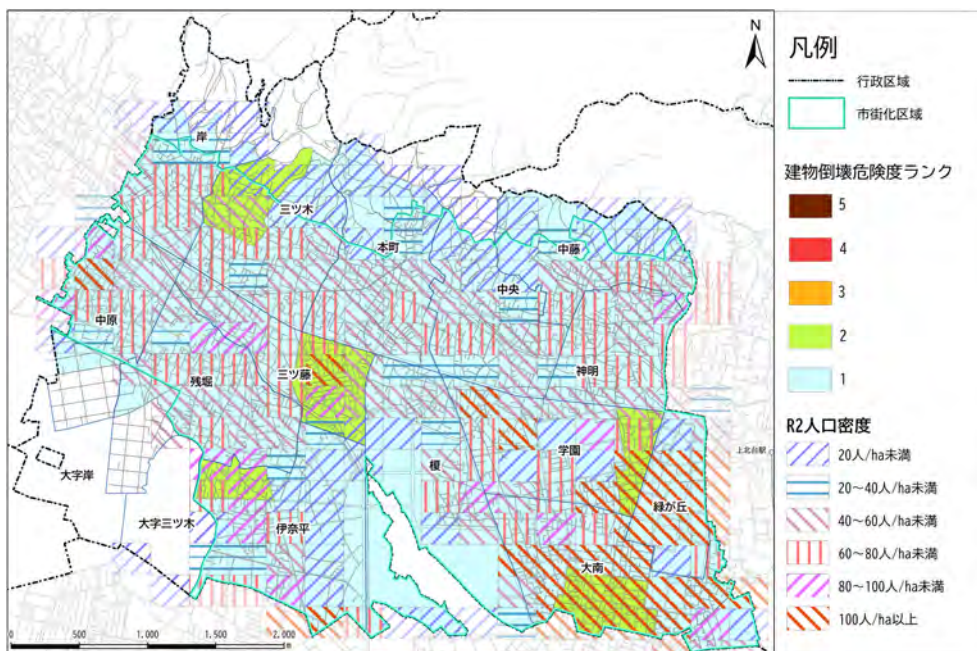 N
岸
三ツ木
本町
中藤
中央
中原
残堀
三ツ藤
神明
大字岸
榎
学園
上北台駅
緑が丘
大字三ツ木
伊奈平
大南
0 500 1,000 1,500 2,000
m
凡例
行政区域
市街化区域
建物倒壊危険度ランク
5
4
3
2
1
R2人口密度
20人/ha未満
20～40人/ha未満
40～60人/ha未満
60～80人/ha未満
80～100人/ha未満
100人/ha以上